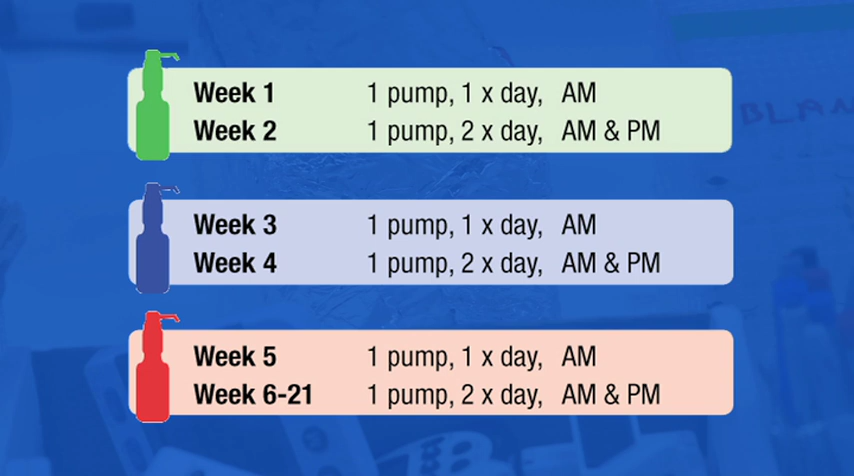 Week 1 1 pump, 1 x day, AM
Week 2 1 pump, 2 x day, AM & PM
BLAN
Week 3 1 pump, 1 x day, AM
Week 4 1 pump, 2 x day, AM & PM
Week 5 1 pump, 1 x day, AM
Week 6-21 1 pump, 2 x day, AM & PM